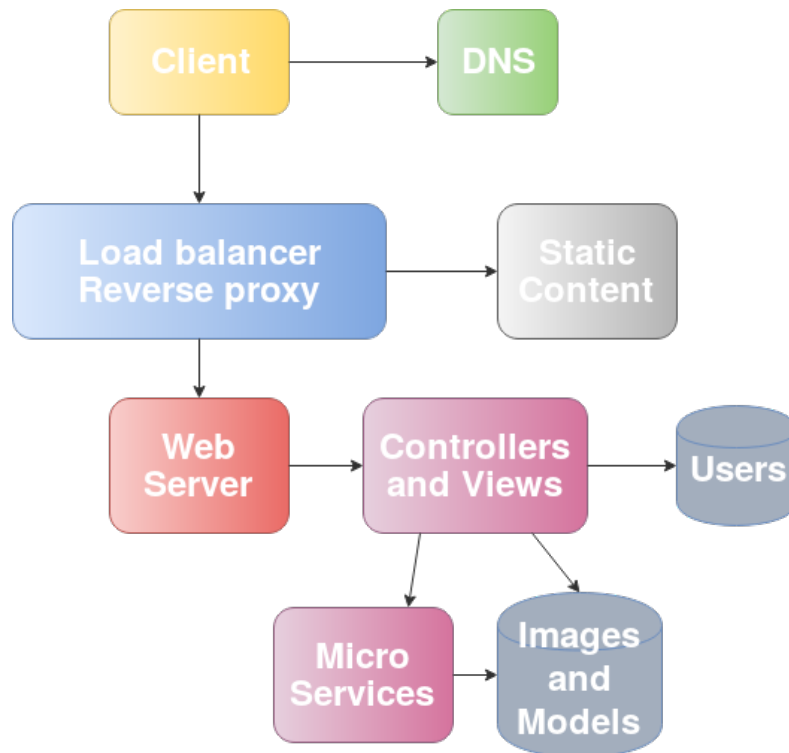 Client
DNS
Load balancer
Reverse proxy
Static
Content
Web
Server
Controllers
and Views
Users
Micro
Services
Images
and
Models